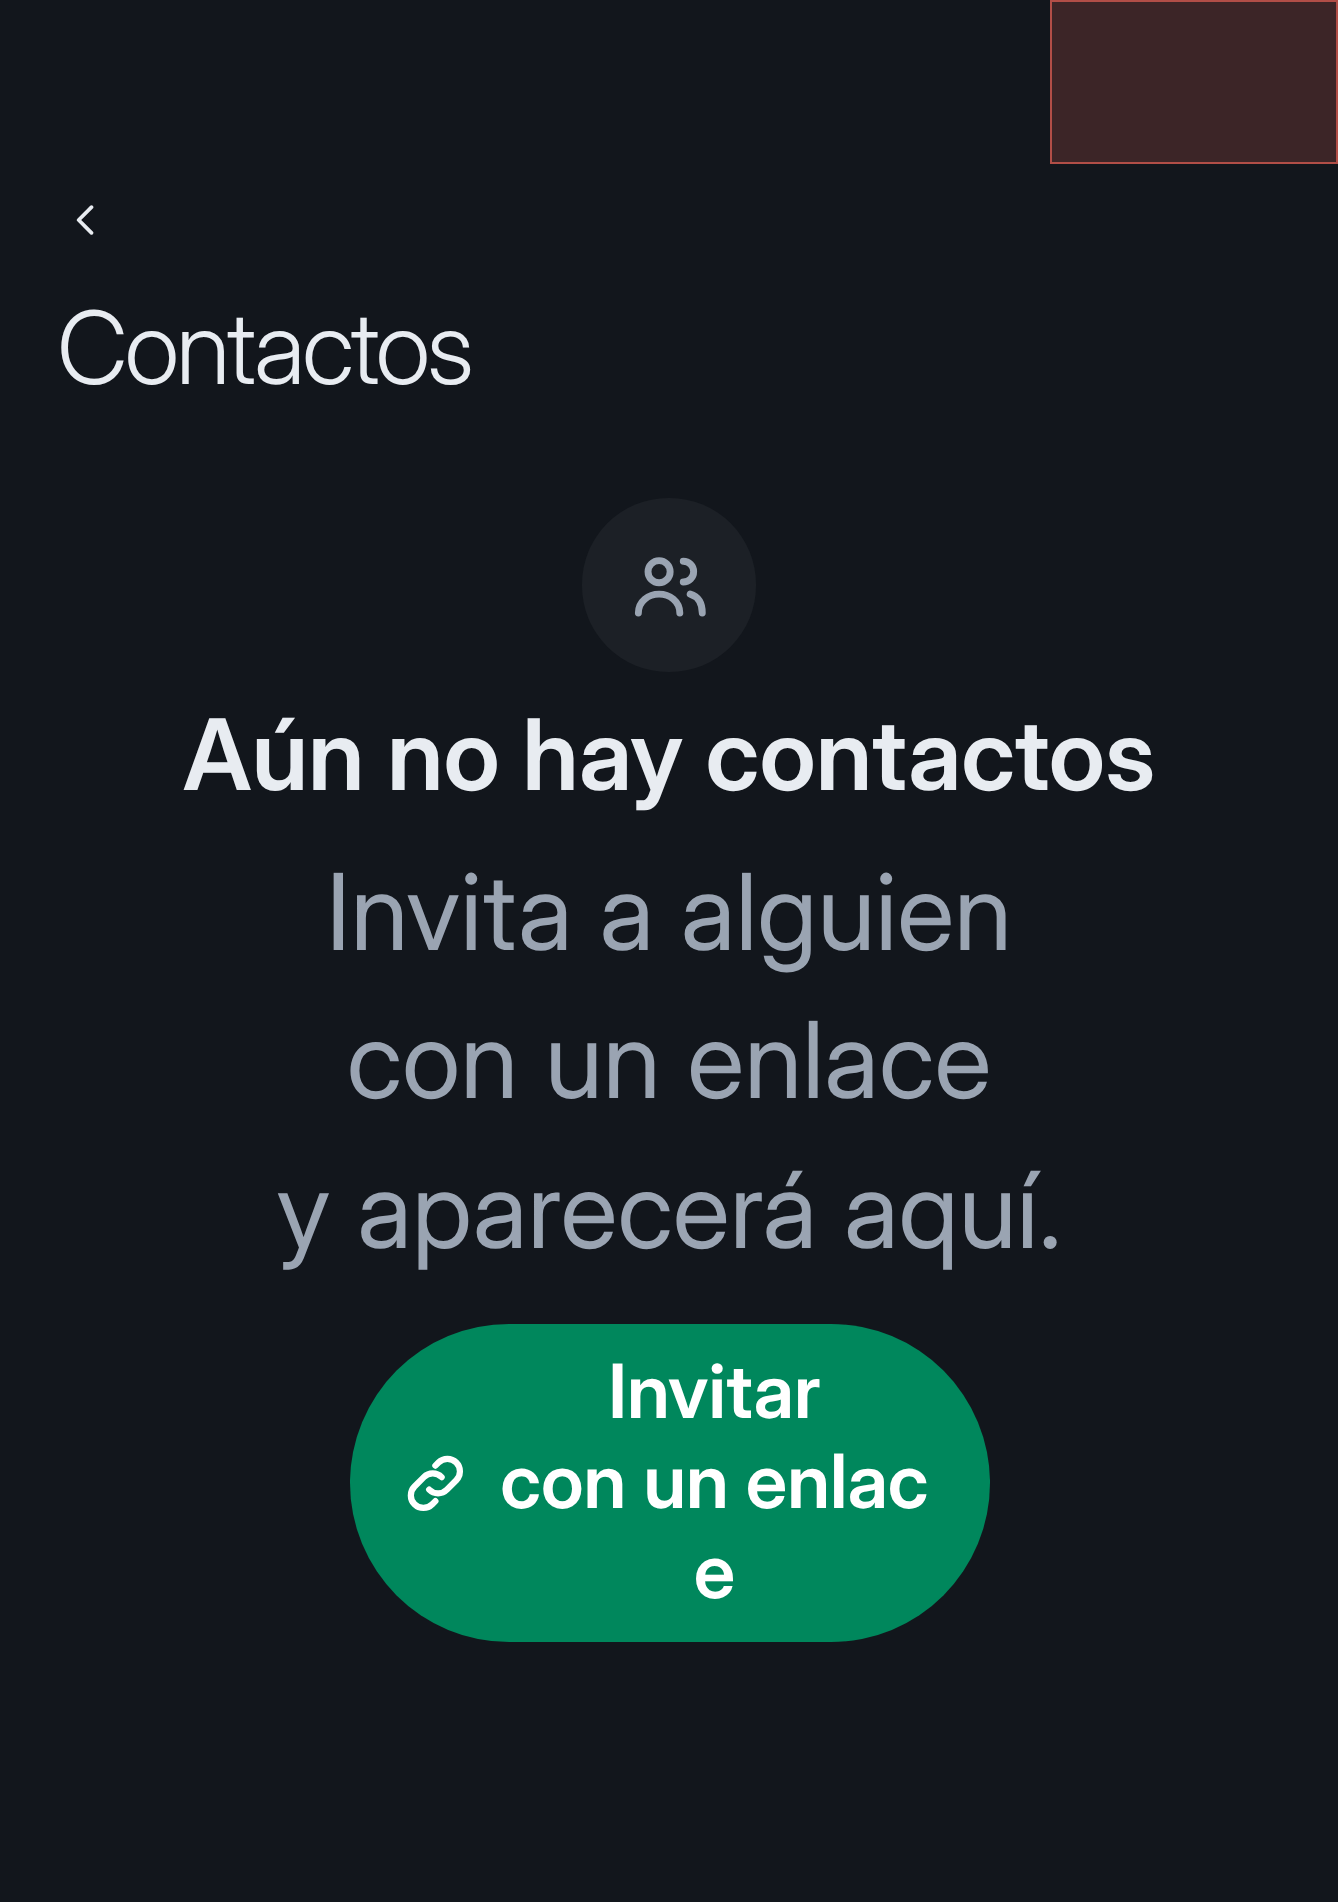 Contactos
Aún no hay contactos
Invita a alguien
con un enlace
y aparecerá aquí.
Invitar
con un enlac
e